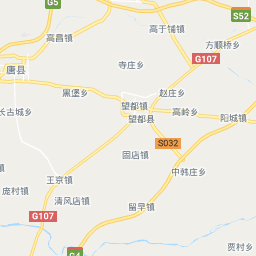 G5
S52
高于铺镇
高昌镇
方顺桥乡
G107
寺庄乡
唐县
黑堡乡
赵庄乡
望都镇
高岭乡
长古城乡
望都县
阳城镇
S032
固店镇
中韩庄乡
王京镇
庞村镇
清风店镇
留早镇
G107
贾村乡
G4